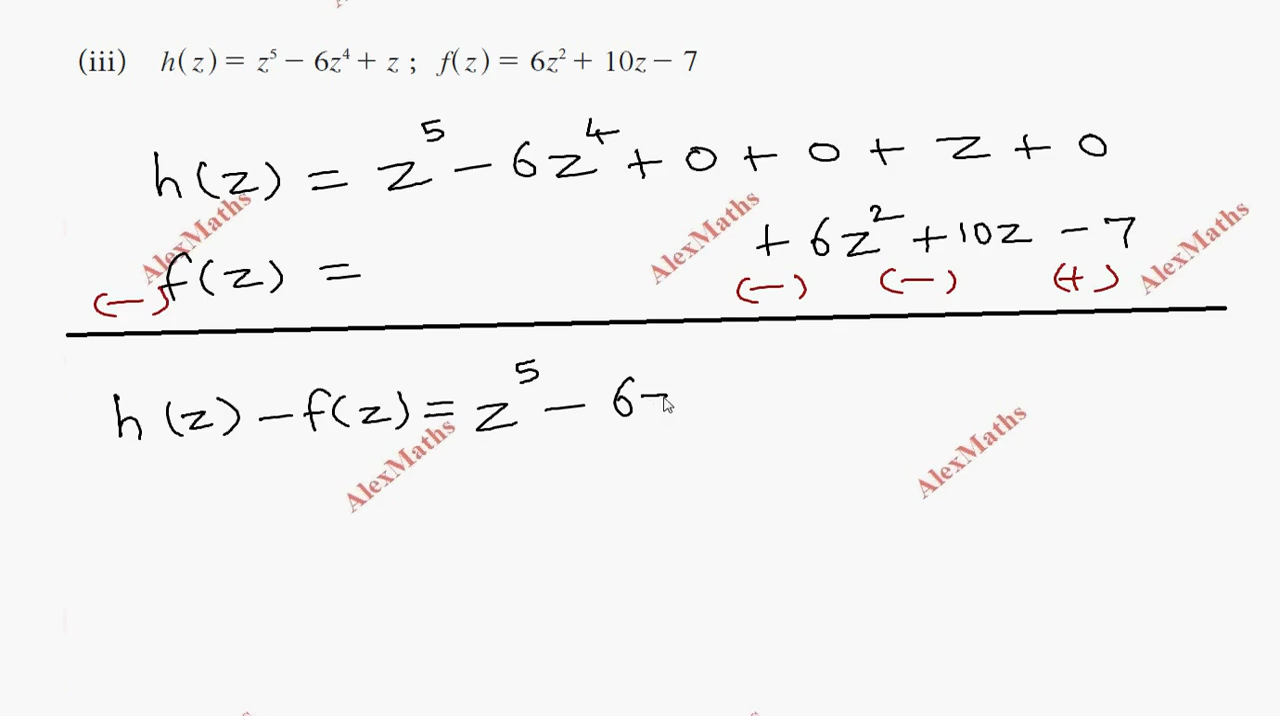 (iii) h(z) = z⁵ − 6z⁴ + z ; f(z) = 6z² + 10z − 7
h(z) = z⁵ − 6z⁴ + 0 + 0 + z + 0
f(z) = + 6z² + 10z − 7
(−) (−) (−) (+)
h(z) − f(z) = z⁵ − 6
AlexMaths
AlexMaths
AlexMaths
AlexMaths
AlexMaths